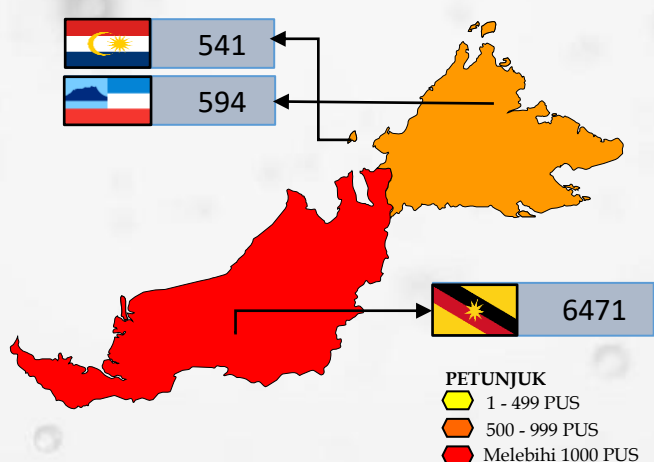 541
594
6471
PETUNJUK
1 - 499 PUS
500 - 999 PUS
Melebihi 1000 PUS